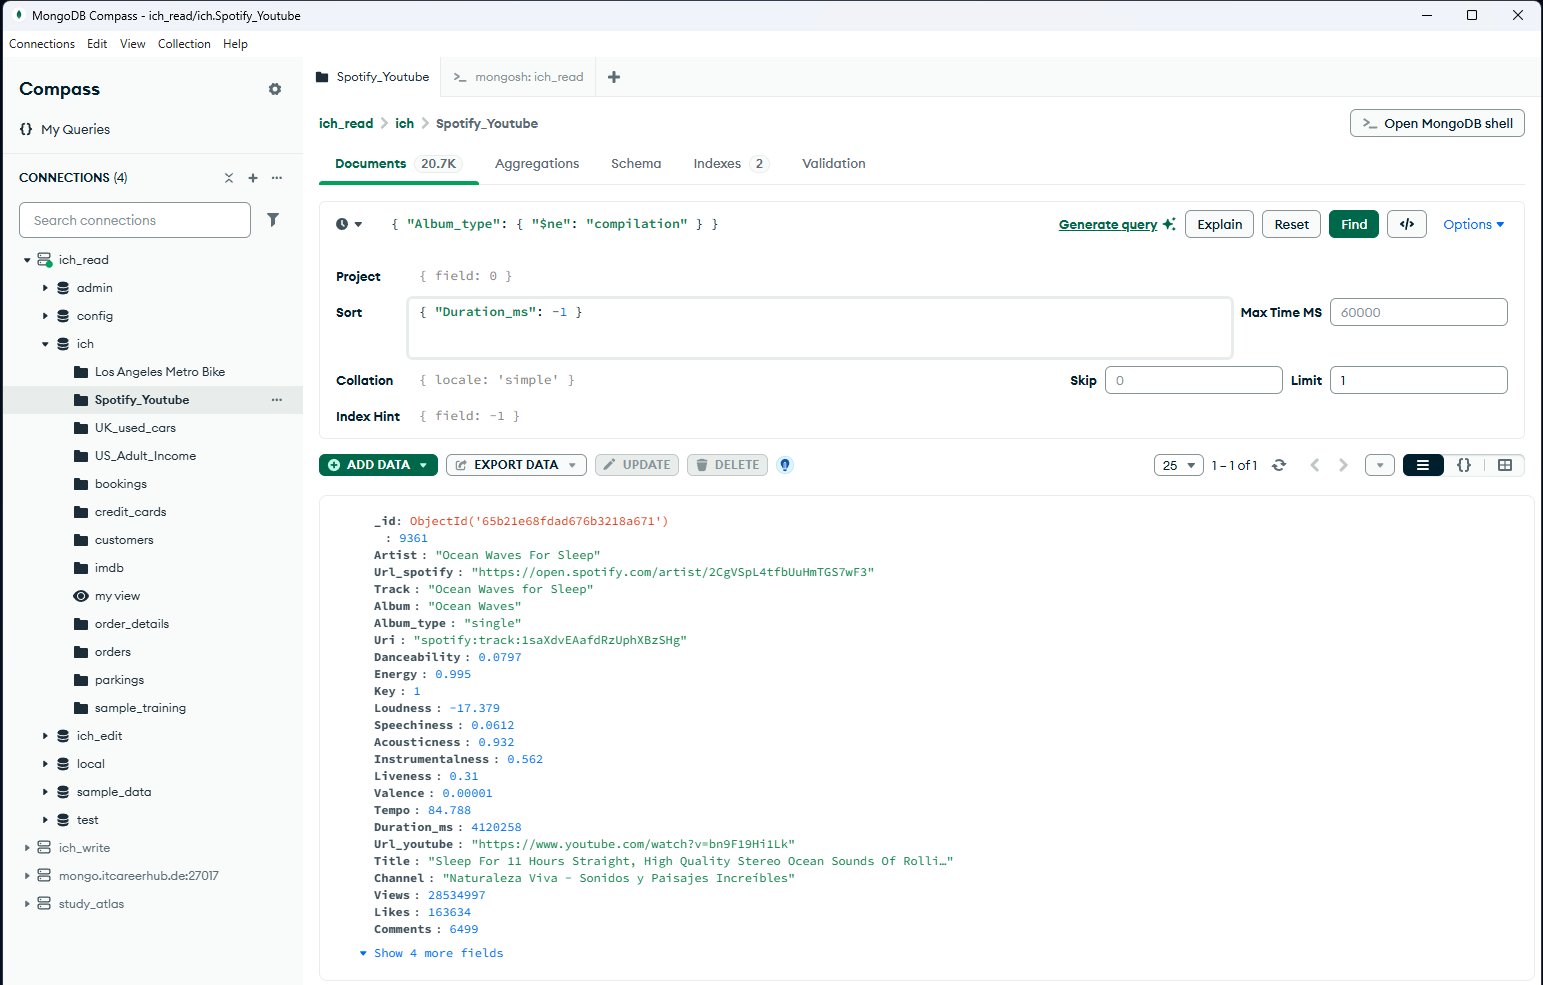 MongoDB Compass - ich_read/ich.Spotify_Youtube
Connections Edit View Collection Help
Compass
My Queries
CONNECTIONS (4)
Search connections
ich_read
admin
config
ich
Los Angeles Metro Bike
Spotify_Youtube
UK_used_cars
US_Adult_Income
bookings
credit_cards
customers
imdb
my view
order_details
orders
parkings
sample_training
ich_edit
local
sample_data
test
ich_write
mongo.itcareerhub.de:27017
study_atlas
Spotify_Youtube
>_ mongosh: ich_read
ich_read > ich > Spotify_Youtube
>_ Open MongoDB shell
Documents 20.7K Aggregations Schema Indexes 2 Validation
{ "Album_type": { "$ne": "compilation" } }
Generate query Explain Reset Find </> Options
Project { field: 0 }
Sort { "Duration_ms": -1 }
Max Time MS 60000
Collation { locale: 'simple' }
Skip 0 Limit 1
Index Hint { field: -1 }
ADD DATA EXPORT DATA UPDATE DELETE
25 1 – 1 of 1
_id: ObjectId('65b21e68fdad676b3218a671')
: 9361
Artist : "Ocean Waves For Sleep"
Url_spotify : "https://open.spotify.com/artist/2CgVSpL4tfbUuHmTGS7wF3"
Track : "Ocean Waves for Sleep"
Album : "Ocean Waves"
Album_type : "single"
Uri : "spotify:track:1saXdvEAafdRzUphXBzSHg"
Danceability : 0.0797
Energy : 0.995
Key : 1
Loudness : -17.379
Speechiness : 0.0612
Acousticness : 0.932
Instrumentalness : 0.562
Liveness : 0.31
Valence : 0.00001
Tempo : 84.788
Duration_ms : 4120258
Url_youtube : "https://www.youtube.com/watch?v=bn9F19Hi1Lk"
Title : "Sleep For 11 Hours Straight, High Quality Stereo Ocean Sounds Of Rolli…"
Channel : "Naturaleza Viva - Sonidos y Paisajes Increíbles"
Views : 28534997
Likes : 163634
Comments : 6499
Show 4 more fields